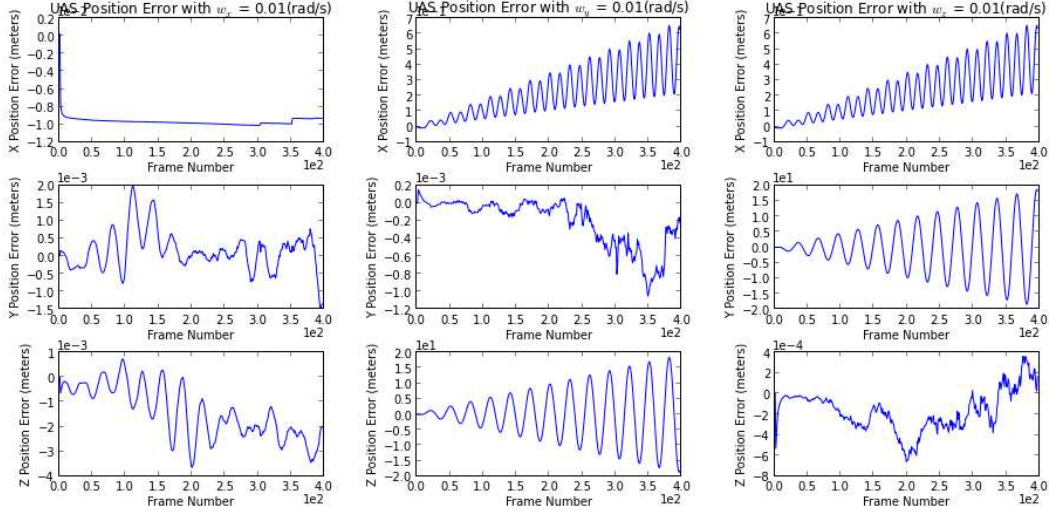 UAS Position Error with w_x = 0.01(rad/s)
1e−2
X Position Error (meters)
0.2
0.0
−0.2
−0.4
−0.6
−0.8
−1.0
−1.2
0.0 0.5 1.0 1.5 2.0 2.5 3.0 3.5 4.0
Frame Number
1e2
UAS Position Error with w_y = 0.01(rad/s)
1e−1
X Position Error (meters)
7
6
5
4
3
2
1
0
−1
0.0 0.5 1.0 1.5 2.0 2.5 3.0 3.5 4.0
Frame Number
1e2
UAS Position Error with w_z = 0.01(rad/s)
1e−1
X Position Error (meters)
7
6
5
4
3
2
1
0
−1
0.0 0.5 1.0 1.5 2.0 2.5 3.0 3.5 4.0
Frame Number
1e2
1e−3
Y Position Error (meters)
2.0
1.5
1.0
0.5
0.0
−0.5
−1.0
−1.5
0.0 0.5 1.0 1.5 2.0 2.5 3.0 3.5 4.0
Frame Number
1e2
1e−3
Y Position Error (meters)
0.2
0.0
−0.2
−0.4
−0.6
−0.8
−1.0
−1.2
0.0 0.5 1.0 1.5 2.0 2.5 3.0 3.5 4.0
Frame Number
1e2
1e1
Y Position Error (meters)
2.0
1.5
1.0
0.5
0.0
−0.5
−1.0
−1.5
−2.0
0.0 0.5 1.0 1.5 2.0 2.5 3.0 3.5 4.0
Frame Number
1e2
1e−3
Z Position Error (meters)
1
0
−1
−2
−3
−4
0.0 0.5 1.0 1.5 2.0 2.5 3.0 3.5 4.0
Frame Number
1e2
1e1
Z Position Error (meters)
2.0
1.5
1.0
0.5
0.0
−0.5
−1.0
−1.5
−2.0
0.0 0.5 1.0 1.5 2.0 2.5 3.0 3.5 4.0
Frame Number
1e2
1e−4
Z Position Error (meters)
4
2
0
−2
−4
−6
−8
0.0 0.5 1.0 1.5 2.0 2.5 3.0 3.5 4.0
Frame Number
1e2